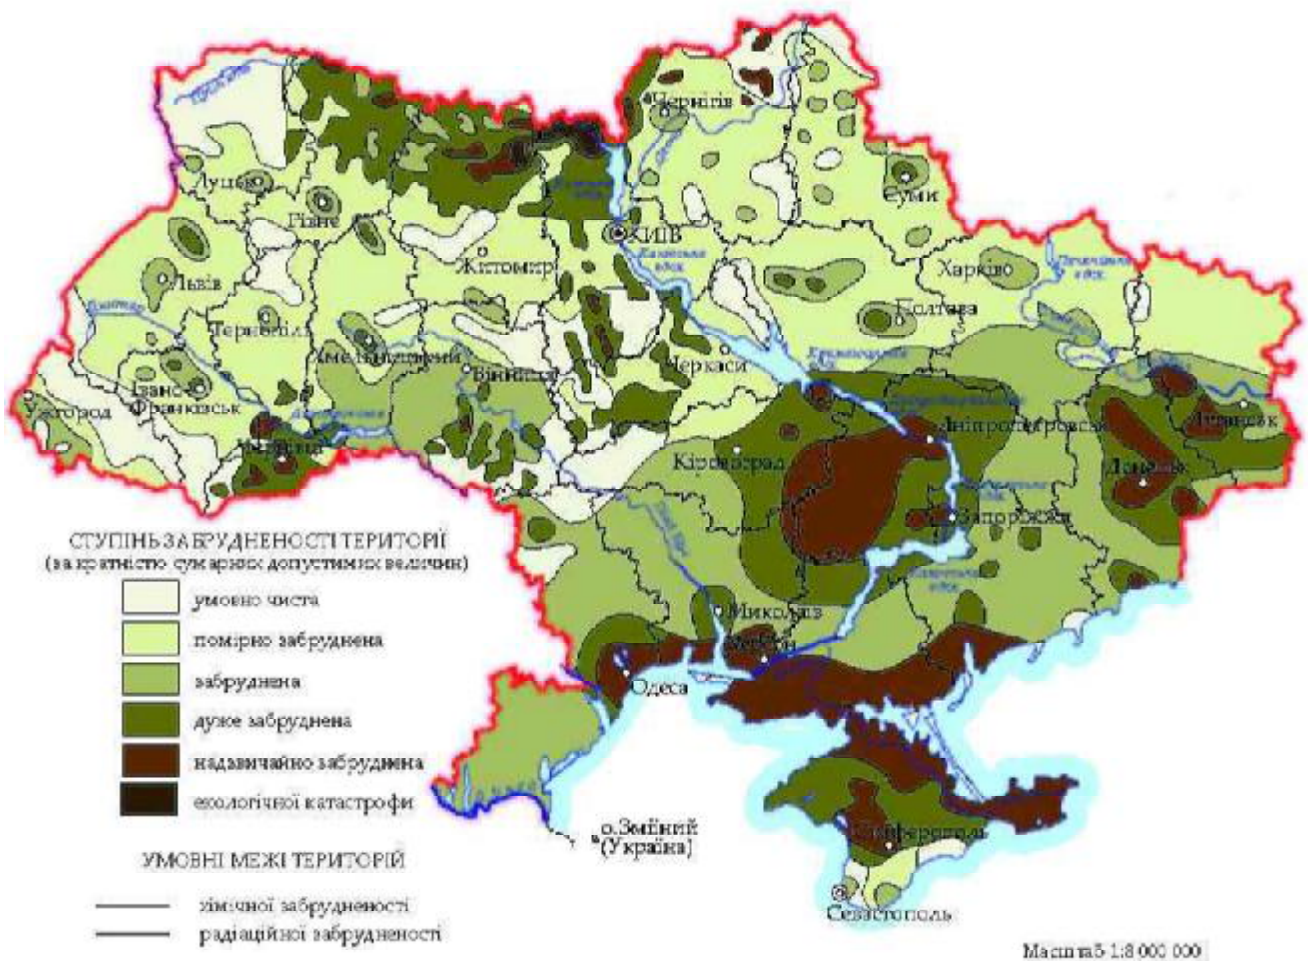 Чернігів
Луцьк
Рівне
Суми
КИЇВ
Житомир
Харків
Львів
Полтава
Тернопіль
Хмельницький
Черкаси
Вінниця
Івано-
Франківськ
Ужгород
Луганськ
Дніпропетровськ
Чернівці
Кіровоград
Донецьк
Запоріжжя
СТУПІНЬ ЗАБРУДНЕНОСТІ ТЕРИТОРІЇ
(за кратністю сумарних допустимих величин)
умовно чиста
помірно забруднена
забруднена
дуже забруднена
надзвичайно забруднена
екологічної катастрофи
Миколаїв
Херсон
Одеса
о.Зміїний
(Україна)
Сімферополь
Севастополь
УМОВНІ МЕЖІ ТЕРИТОРІЙ
хімічної забрудненості
радіаційної забрудненості
Масштаб 1:8 000 000